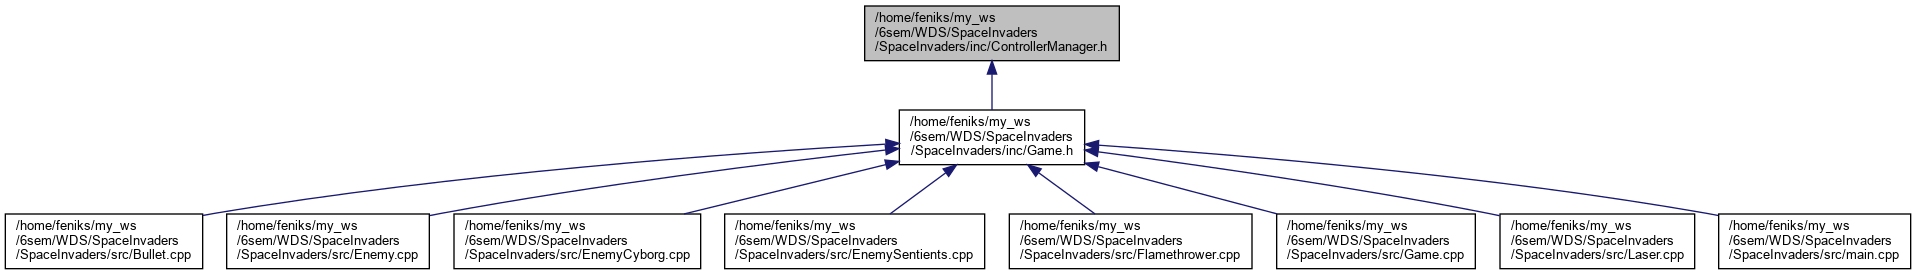 /home/feniks/my_ws
/6sem/WDS/SpaceInvaders
/SpaceInvaders/inc/ControllerManager.h
/home/feniks/my_ws
/6sem/WDS/SpaceInvaders
/SpaceInvaders/inc/Game.h
/home/feniks/my_ws
/6sem/WDS/SpaceInvaders
/SpaceInvaders/src/Bullet.cpp
/home/feniks/my_ws
/6sem/WDS/SpaceInvaders
/SpaceInvaders/src/Enemy.cpp
/home/feniks/my_ws
/6sem/WDS/SpaceInvaders
/SpaceInvaders/src/EnemyCyborg.cpp
/home/feniks/my_ws
/6sem/WDS/SpaceInvaders
/SpaceInvaders/src/EnemySentients.cpp
/home/feniks/my_ws
/6sem/WDS/SpaceInvaders
/SpaceInvaders/src/Flamethrower.cpp
/home/feniks/my_ws
/6sem/WDS/SpaceInvaders
/SpaceInvaders/src/Game.cpp
/home/feniks/my_ws
/6sem/WDS/SpaceInvaders
/SpaceInvaders/src/Laser.cpp
/home/feniks/my_ws
/6sem/WDS/SpaceInvaders
/SpaceInvaders/src/main.cpp